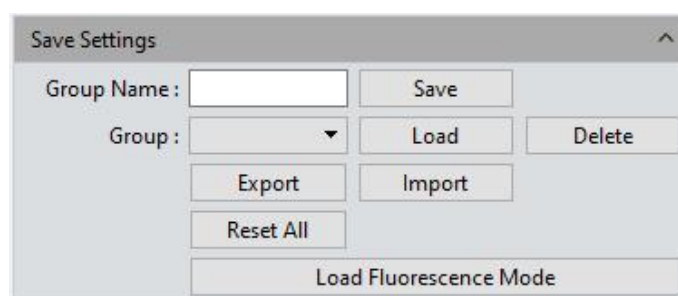 Save Settings
Group Name : Save
Group : Load Delete
Export Import
Reset All
Load Fluorescence Mode